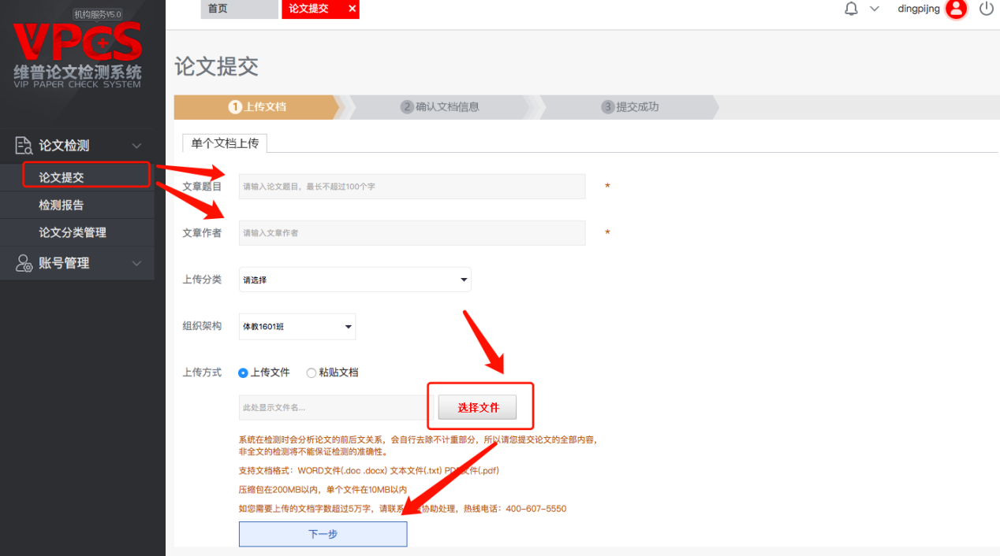 机构服务V5.0
VPCS
维普论文检测系统
VIP PAPER CHECK SYSTEM
论文检测
论文提交
检测报告
论文分类管理
账号管理
首页
论文提交 ×
dingpijng
论文提交
1 上传文档
2 确认文档信息
3 提交成功
单个文档上传
文章题目 请输入论文题目，最长不超过100个字 *
文章作者 请输入文章作者 *
上传分类 请选择
组织架构 体教1601班
上传方式 上传文件 粘贴文档
此处显示文件名... 选择文件
系统在检测时会分析论文的前后文关系，会自行去除不计重部分，所以请您提交论文的全部内容，
非全文的检测将不能保证检测的准确性。
支持文档格式：WORD文件(.doc .docx) 文本文件(.txt) PDF文件(.pdf)
压缩包在200MB以内，单个文件在10MB以内
如您需要上传的文档字数超过5万字，请联系 协助处理，热线电话：400-607-5550
下一步